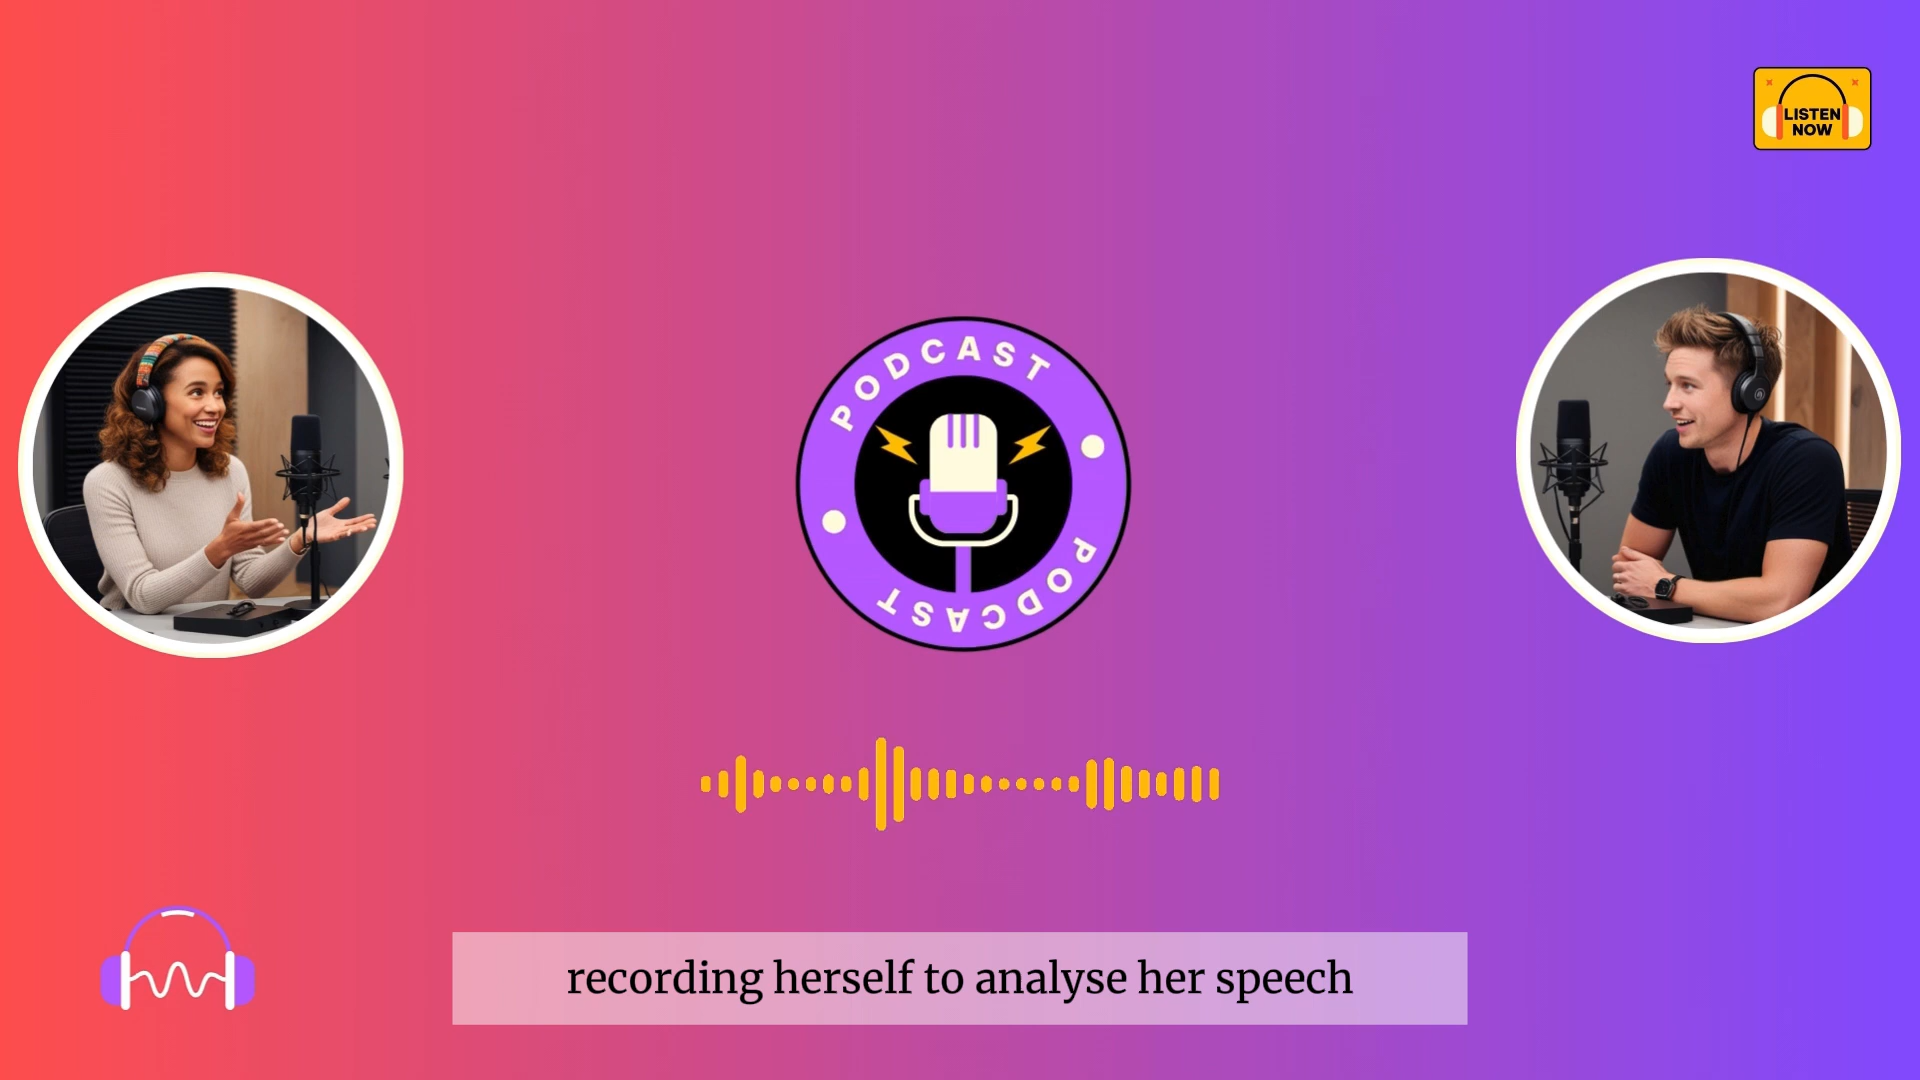 LISTEN
NOW
PODCAST
PODCAST
recording herself to analyse her speech